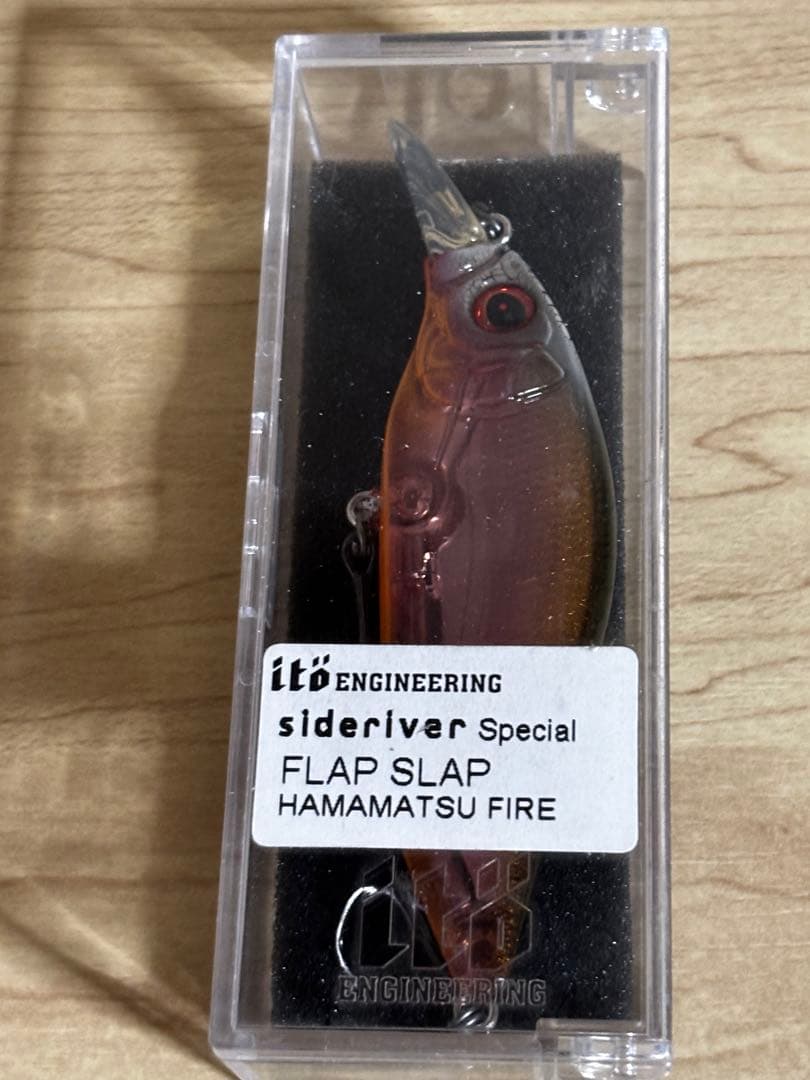 itö ENGINEERING
sideriver Special
FLAP SLAP
HAMAMATSU FIRE
itö
ENGINEERING